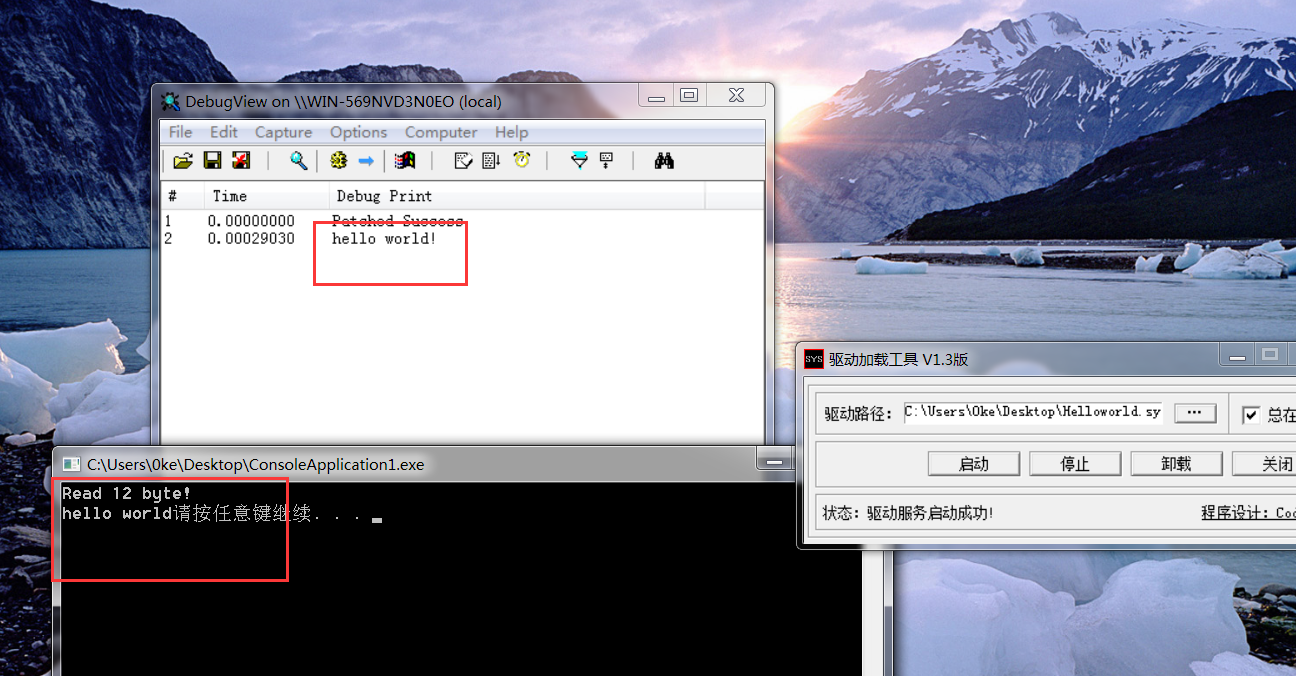 DebugView on \\WIN-569NVD3N0EO (local)
File Edit Capture Options Computer Help
# Time Debug Print
1 0.00000000 Patched Success
2 0.00029030 hello world!
SYS 驱动加载工具 V1.3版
驱动路径: C:\Users\0ke\Desktop\Helloworld.sy ... 总在
启动 停止 卸载 关闭
状态: 驱动服务启动成功! 程序设计: Coo
C:\Users\0ke\Desktop\ConsoleApplication1.exe
Read 12 byte!
hello world请按任意键继续. . .